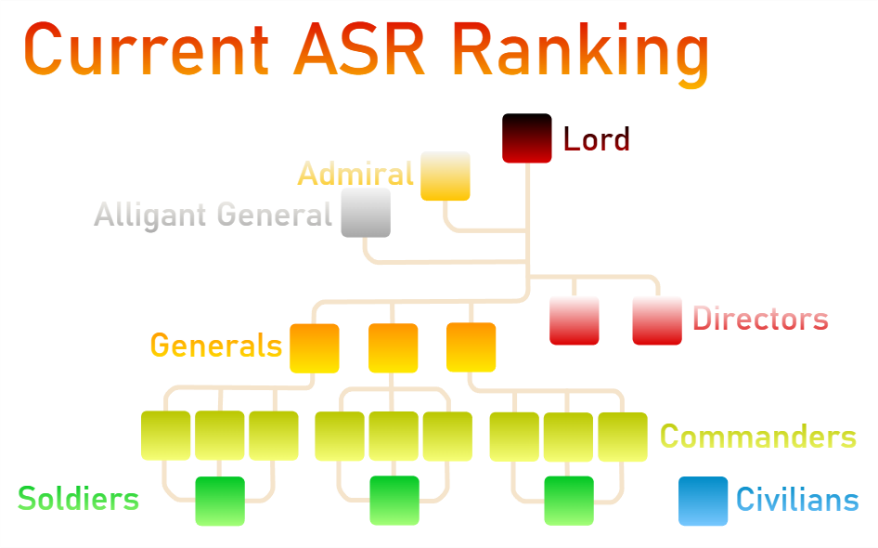 Current ASR Ranking
Lord
Admiral
Alligant General
Directors
Generals
Commanders
Soldiers
Civilians